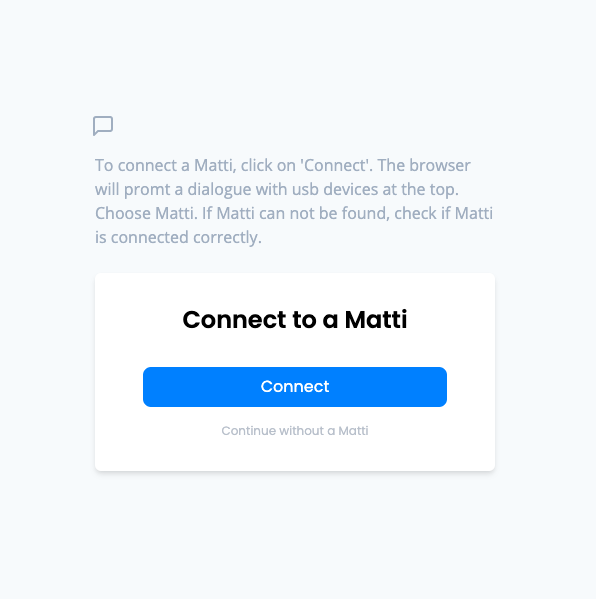 To connect a Matti, click on 'Connect'. The browser
will promt a dialogue with usb devices at the top.
Choose Matti. If Matti can not be found, check if Matti
is connected correctly.
Connect to a Matti
Connect
Continue without a Matti